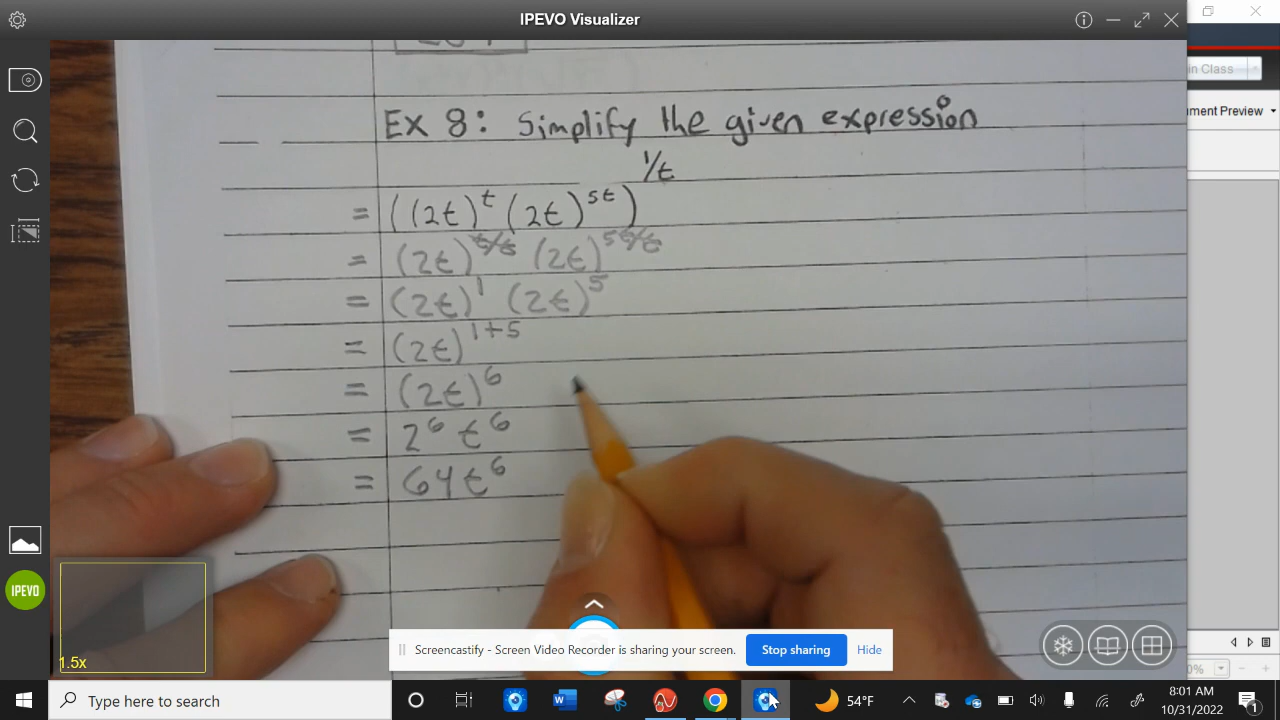 IPEVO Visualizer
in Class
ument Preview
Ex 8: Simplify the given expression
= ((2t)^t (2t)^5t)^1/t
= (2t)^t/t (2t)^5t/t
= (2t)^1 (2t)^5
= (2t)^1+5
= (2t)^6
= 2^6 t^6
= 64t^6
IPEVO
1.5x
Screencastify - Screen Video Recorder is sharing your screen.
Stop sharing
Hide
0%
Type here to search
54°F
8:01 AM
10/31/2022
1